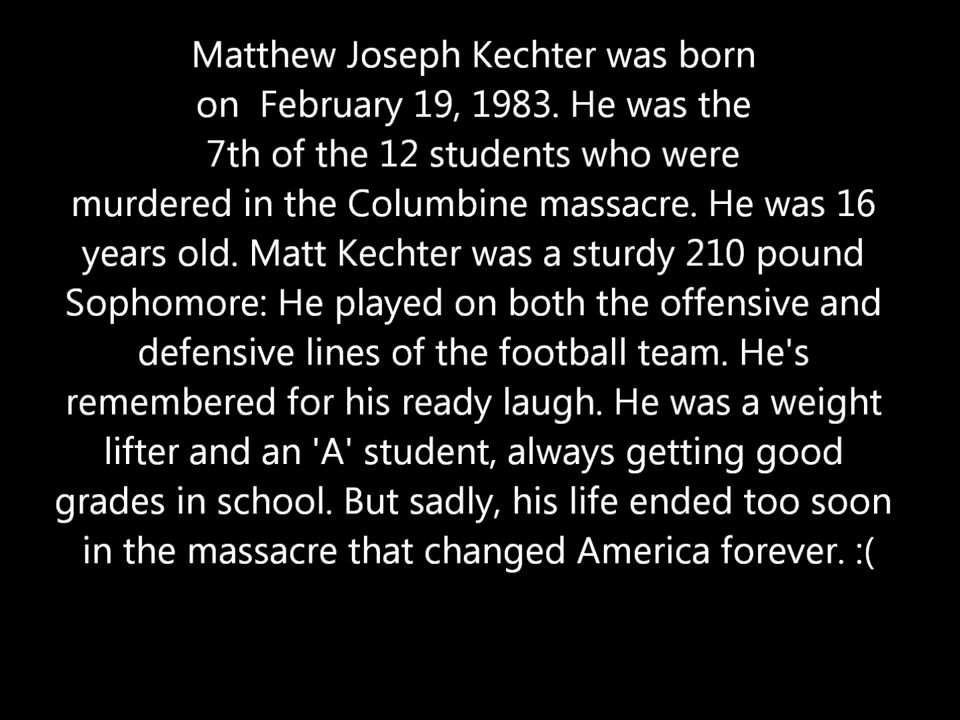 Matthew Joseph Kechter was born
on  February 19, 1983. He was the
7th of the 12 students who were
murdered in the Columbine massacre. He was 16
years old. Matt Kechter was a sturdy 210 pound
Sophomore: He played on both the offensive and
defensive lines of the football team. He's
remembered for his ready laugh. He was a weight
lifter and an 'A' student, always getting good
grades in school. But sadly, his life ended too soon
in the massacre that changed America forever. :(